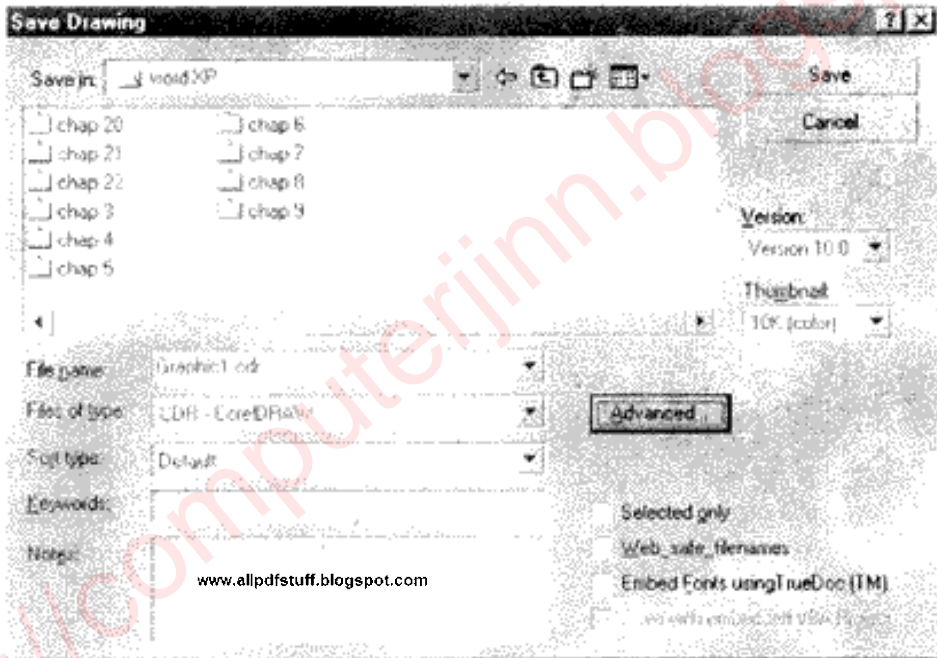 Save Drawing
Save in: word XP
Save
Cancel
chap 20
chap 21
chap 22
chap 3
chap 4
chap 5
chap 6
chap 7
chap 8
chap 9
Version:
Version 10.0
Thumbnail:
10K (color)
File name: Graphic1.cdr
Files of type: CDR - CorelDRAW
Sort type: Default
Keywords:
Notes:
Advanced...
Selected only
Web_safe_filenames
Embed Fonts usingTrueDoc (TM)
www.allpdfstuff.blogspot.com
//computerjinn.blogs